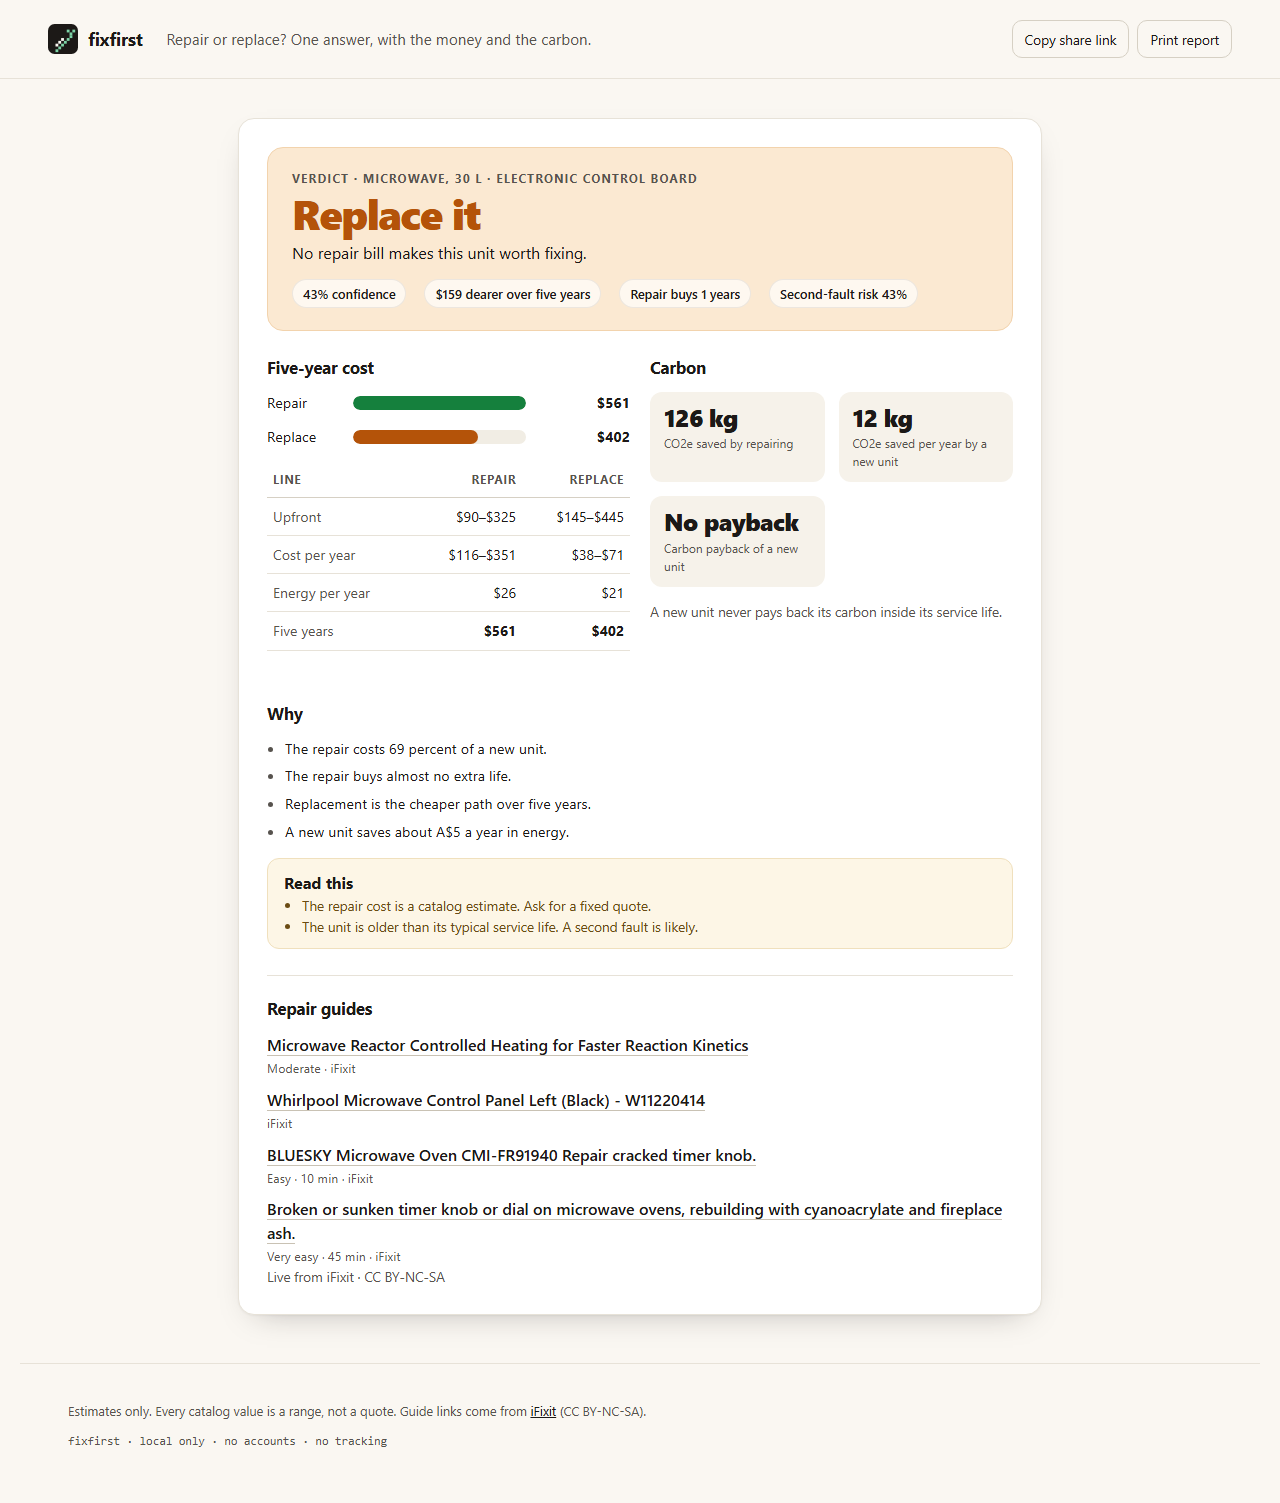 fixfirst
Repair or replace? One answer, with the money and the carbon.
Copy share link
Print report
VERDICT · MICROWAVE, 30 L · ELECTRONIC CONTROL BOARD
Replace it
No repair bill makes this unit worth fixing.
43% confidence
$159 dearer over five years
Repair buys 1 years
Second-fault risk 43%
Five-year cost
Repair $561
Replace $402
LINE REPAIR REPLACE
Upfront $90–$325 $145–$445
Cost per year $116–$351 $38–$71
Energy per year $26 $21
Five years $561 $402
Carbon
126 kg
CO2e saved by repairing
12 kg
CO2e saved per year by a
new unit
No payback
Carbon payback of a new
unit
A new unit never pays back its carbon inside its service life.
Why
• The repair costs 69 percent of a new unit.
• The repair buys almost no extra life.
• Replacement is the cheaper path over five years.
• A new unit saves about A$5 a year in energy.
Read this
• The repair cost is a catalog estimate. Ask for a fixed quote.
• The unit is older than its typical service life. A second fault is likely.
Repair guides
Microwave Reactor Controlled Heating for Faster Reaction Kinetics
Moderate · iFixit
Whirlpool Microwave Control Panel Left (Black) - W11220414
iFixit
BLUESKY Microwave Oven CMI-FR91940 Repair cracked timer knob.
Easy · 10 min · iFixit
Broken or sunken timer knob or dial on microwave ovens, rebuilding with cyanoacrylate and fireplace
ash.
Very easy · 45 min · iFixit
Live from iFixit · CC BY-NC-SA
Estimates only. Every catalog value is a range, not a quote. Guide links come from iFixit (CC BY-NC-SA).
fixfirst · local only · no accounts · no tracking